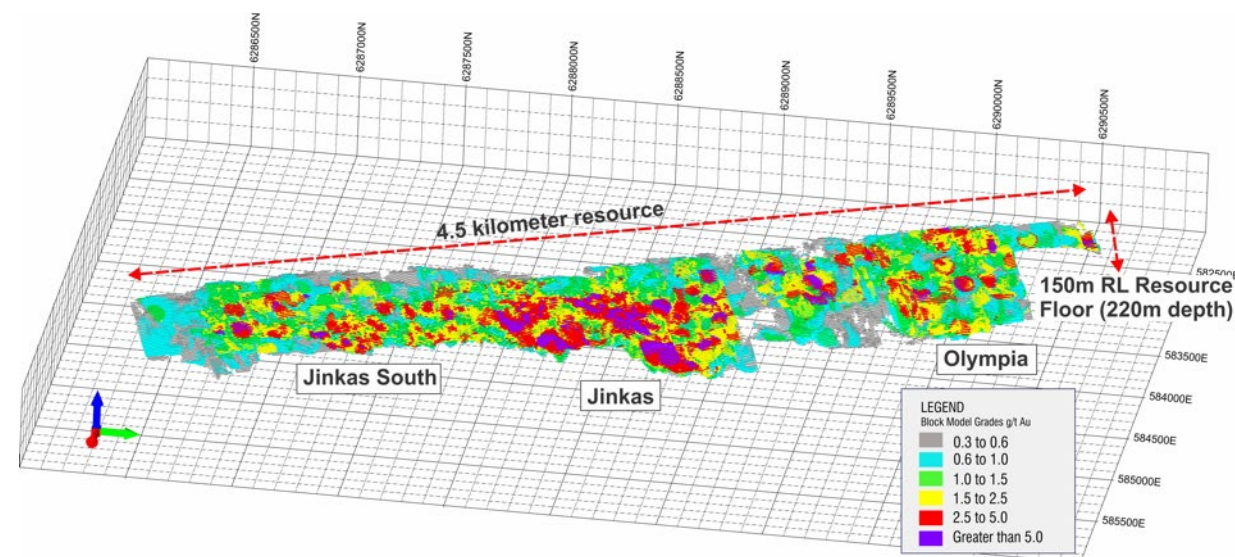 6286500N
6287000N
6287500N
6288000N
6288500N
6289000N
6289500N
6290000N
6290500N
4.5 kilometer resource
582500E
150m RL Resource
Floor (220m depth)
Jinkas South
Jinkas
Olympia
583500E
584000E
584500E
585000E
585500E
LEGEND
Block Model Grades g/t Au
0.3 to 0.6
0.6 to 1.0
1.0 to 1.5
1.5 to 2.5
2.5 to 5.0
Greater than 5.0